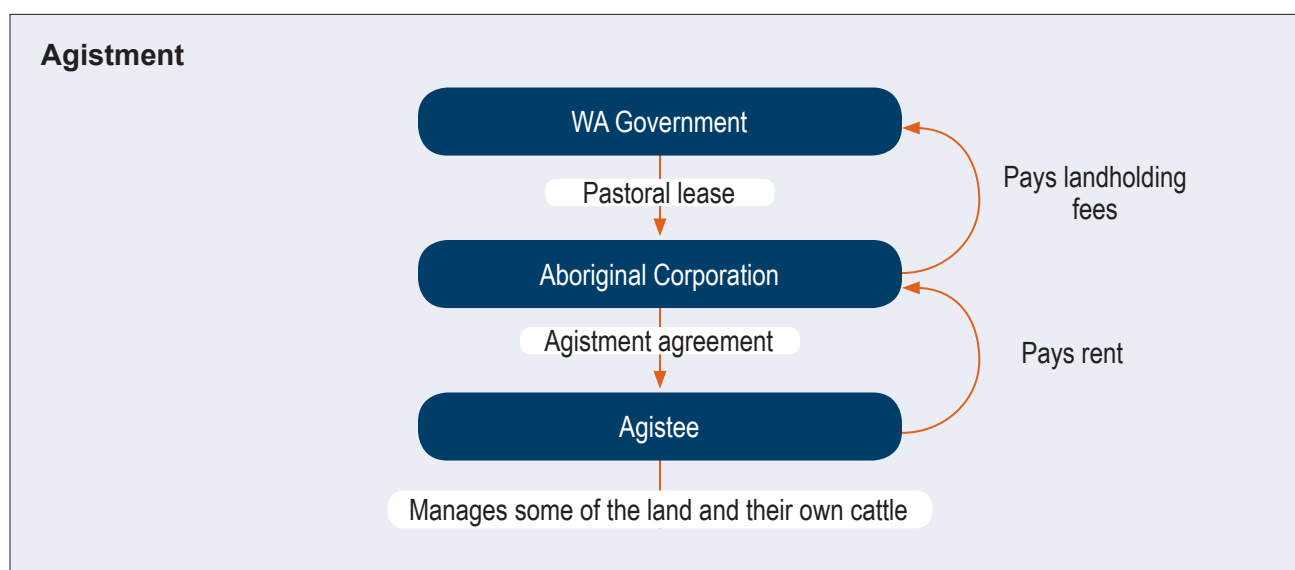 Agistment
WA Government
Pastoral lease
Pays landholding
fees
Aboriginal Corporation
Agistment agreement
Pays rent
Agistee
Manages some of the land and their own cattle